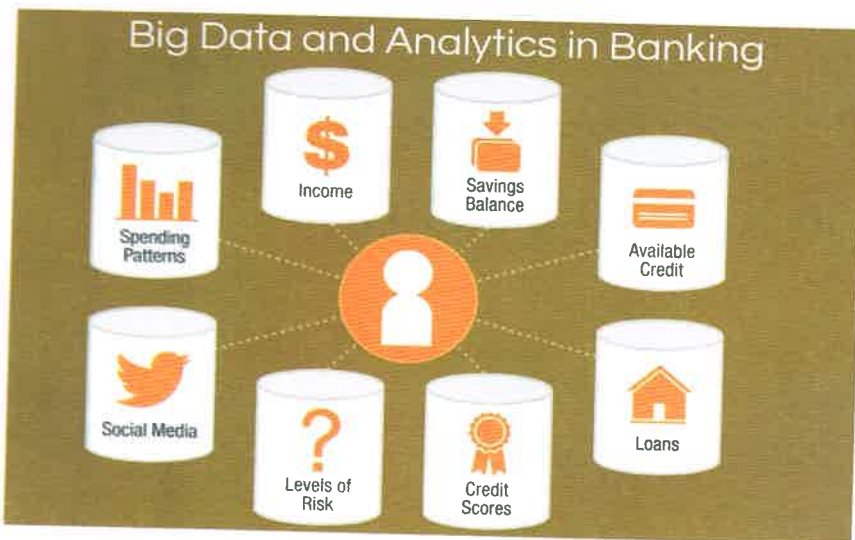 Big Data and Analytics in Banking
Income
Savings
Balance
Spending
Patterns
Available
Credit
Social Media
Loans
Levels of
Risk
Credit
Scores